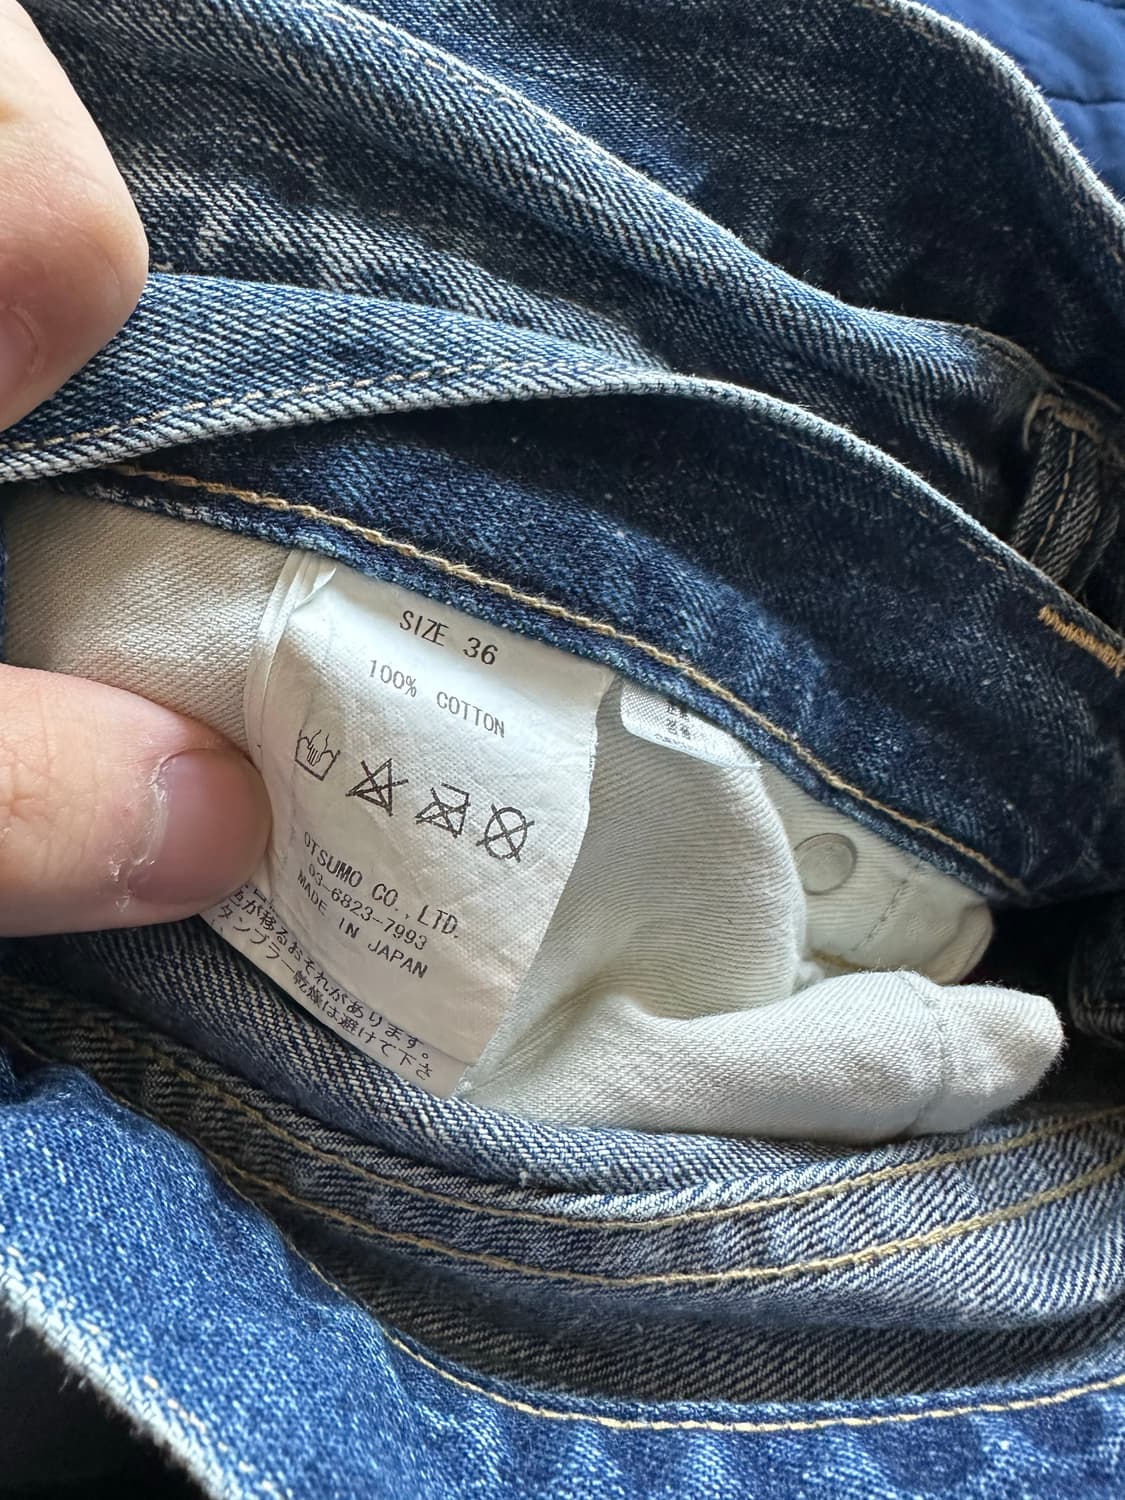 SIZE 36
100% COTTON
OTSUMO CO., LTD.
03-6823-7993
MADE IN JAPAN
色が移るおそれがあります。
タンブラー乾燥は避けて下さ